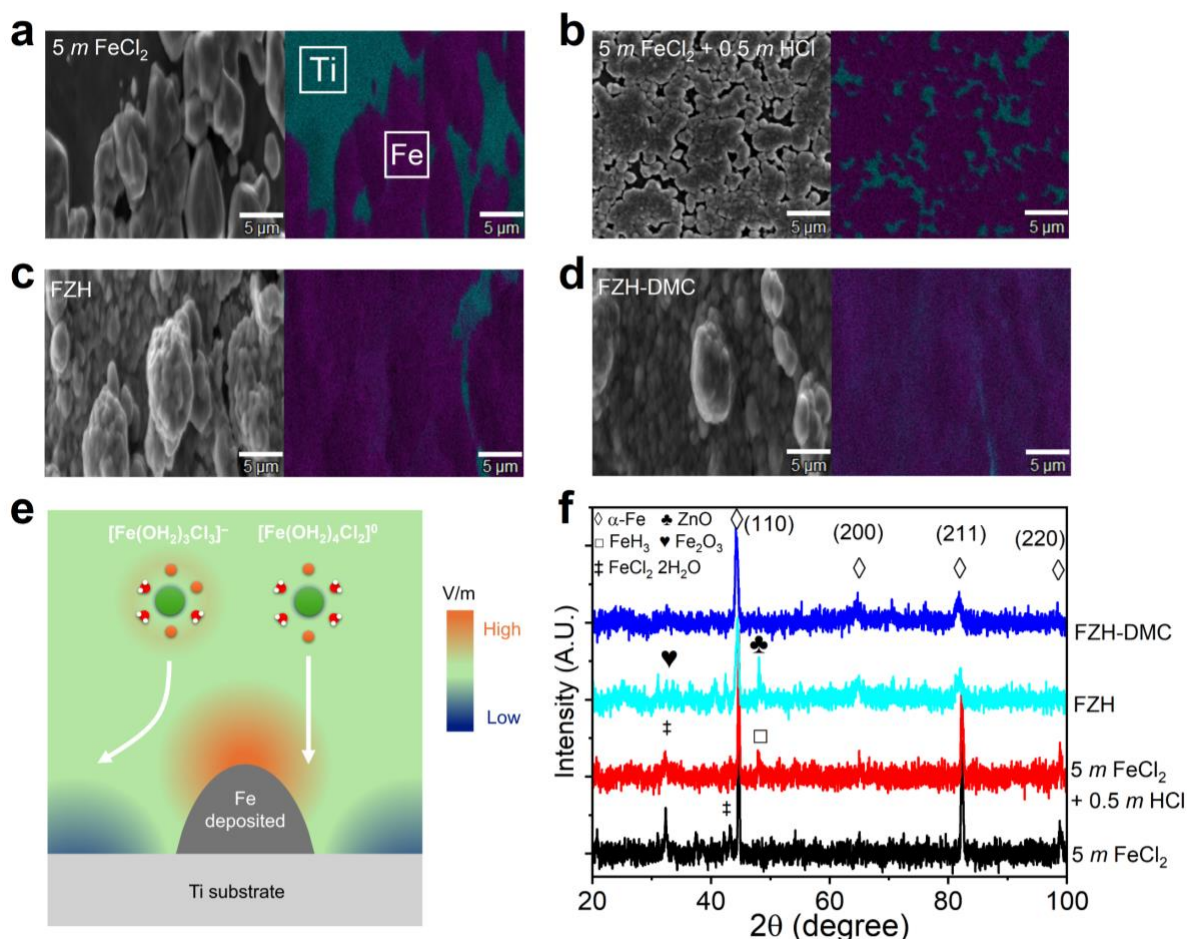 a
5 m FeCl₂
Ti
Fe
5 µm
5 µm
b
5 m FeCl₂ + 0.5 m HCl
5 µm
5 µm
c
FZH
5 µm
5 µm
d
FZH-DMC
5 µm
5 µm
e
[Fe(OH₂)₃Cl₃]⁻
[Fe(OH₂)₄Cl₂]⁰
V/m
High
Low
Fe
deposited
Ti substrate
f
◊ α-Fe ♣ ZnO
□ FeH₃ ♥ Fe₂O₃
‡ FeCl₂ 2H₂O
◊ (110)
(200)
◊
(211)
◊
(220)
◊
FZH-DMC
♥
♣
FZH
‡
□
5 m FeCl₂
+ 0.5 m HCl
‡
5 m FeCl₂
Intensity (A.U.)
20 40 60 80 100
2θ (degree)